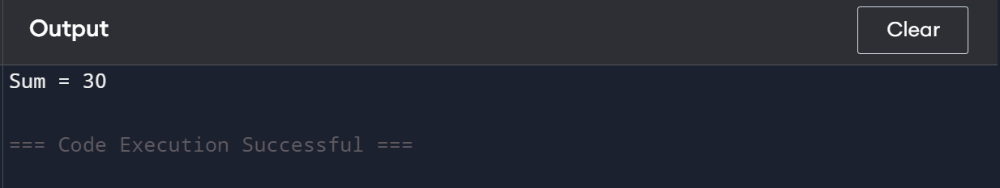 Output
Clear
Sum = 30
=== Code Execution Successful ===